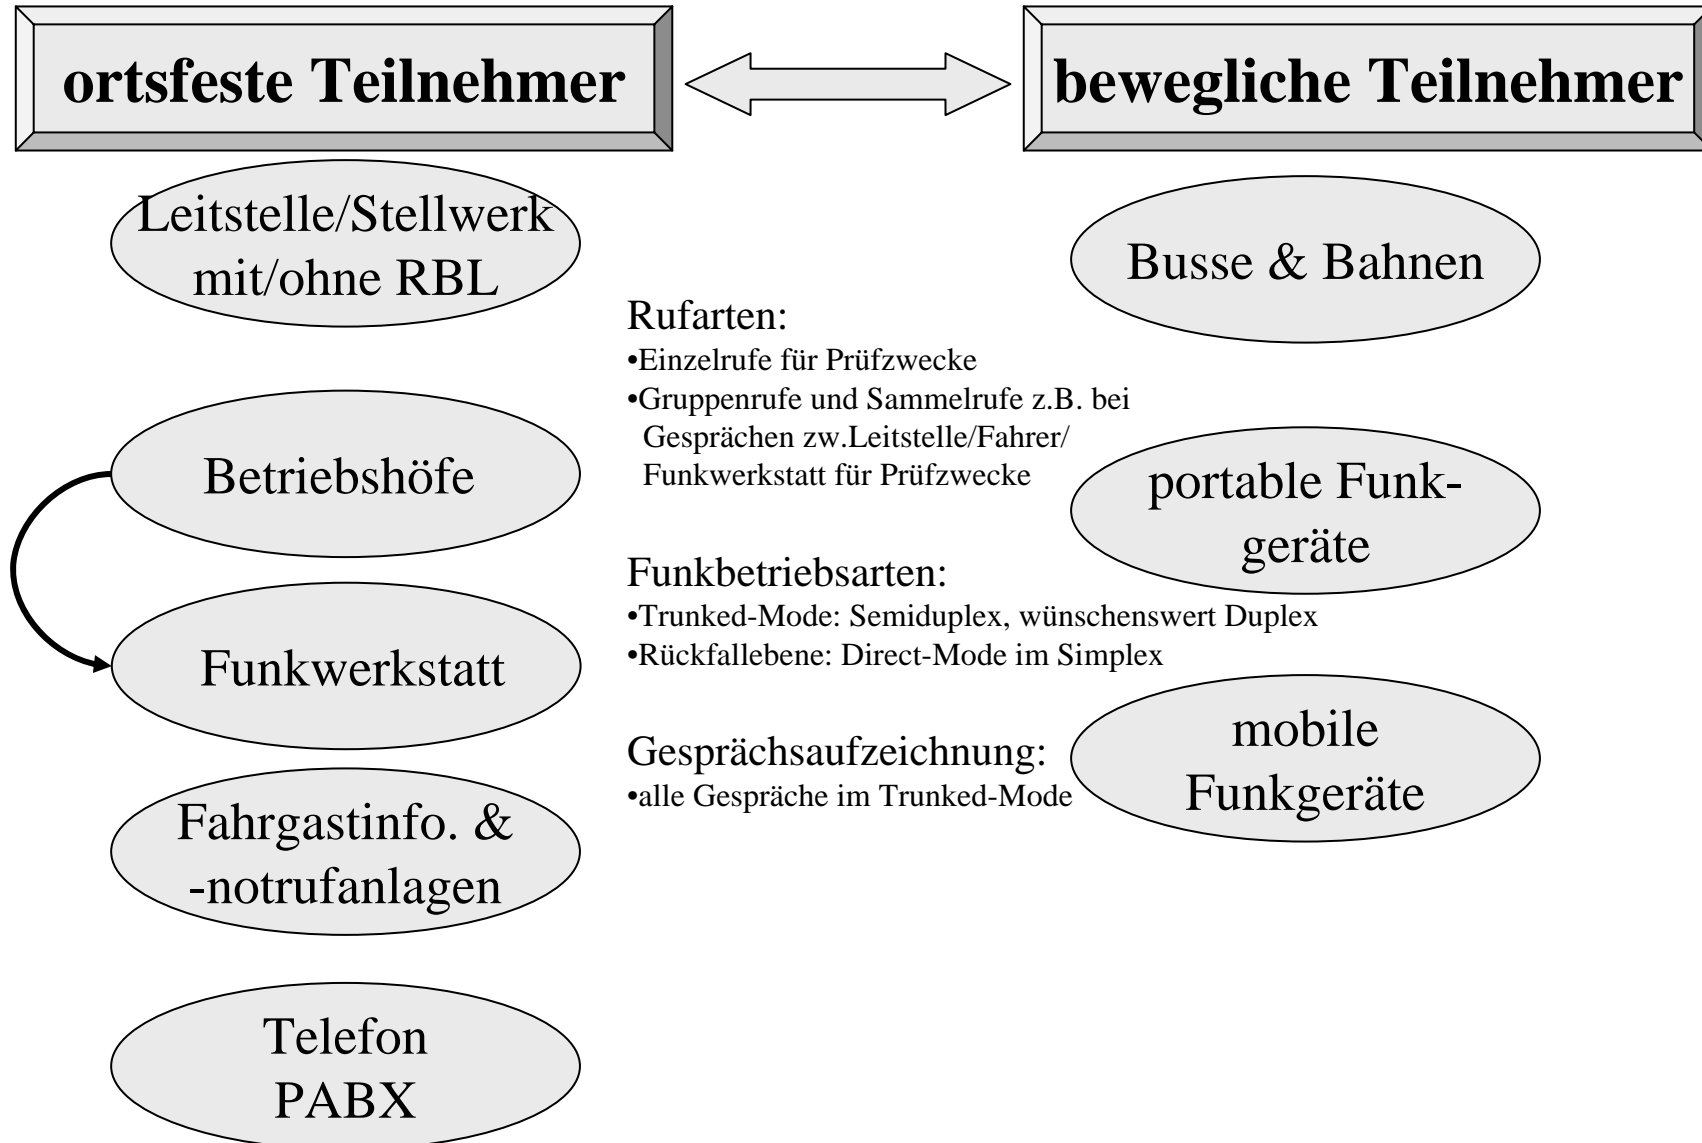 ortsfeste Teilnehmer
bewegliche Teilnehmer
Leitstelle/Stellwerk
mit/ohne RBL
Betriebshöfe
Funkwerkstatt
Fahrgastinfo. &
-notrufanlagen
Telefon
PABX
Rufarten:
•Einzelrufe für Prüfzwecke
•Gruppenrufe und Sammelrufe z.B. bei
Gesprächen zw.Leitstelle/Fahrer/
Funkwerkstatt für Prüfzwecke
Funkbetriebsarten:
•Trunked-Mode: Semiduplex, wünschenswert Duplex
•Rückfallebene: Direct-Mode im Simplex
Gesprächsaufzeichnung:
•alle Gespräche im Trunked-Mode
Busse & Bahnen
portable Funk-
geräte
mobile
Funkgeräte